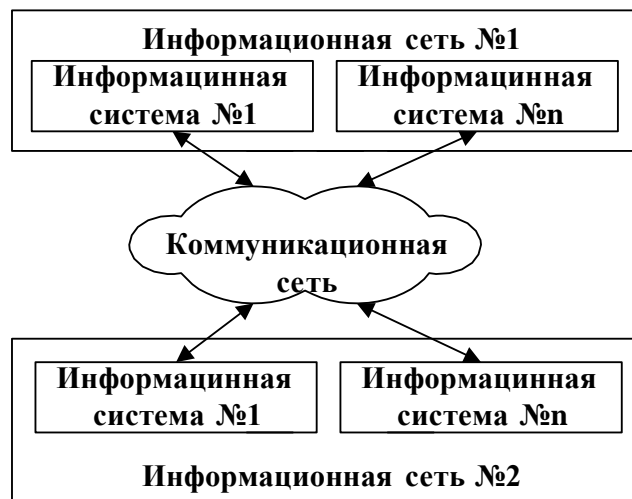 Информационная сеть №1
Информацинная Информацинная
система №1 система №n
Коммуникационная
сеть
Информацинная Информацинная
система №1 система №n
Информационная сеть №2